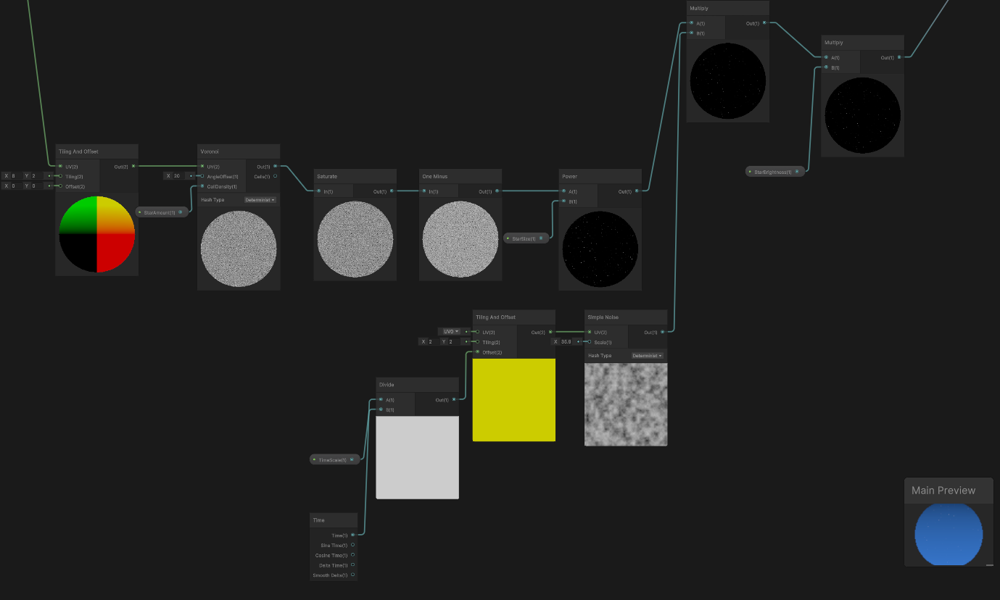 Multiply
A(1) Out(1)
B(1)
Multiply
A(1) Out(1)
B(1)
StarBrightness(1)
Tiling And Offset
UV(2) Out(2)
X 8 Y 2 Tiling(2)
X 0 Y 0 Offset(2)
Voronoi
UV(2) Out(1)
X 20 AngleOffset(1) Cells(1)
CellDensity(1)
Hash Type Determinist
StarAmount(1)
Saturate
In(1) Out(1)
One Minus
In(1) Out(1)
Power
A(1) Out(1)
B(1)
StarSize(1)
Tiling And Offset
UV0 UV(2) Out(2)
X 2 Y 2 Tiling(2)
Offset(2)
Simple Noise
UV(2) Out(1)
X 35.8 Scale(1)
Hash Type Determinist
Divide
A(1) Out(1)
B(1)
TimeScale(1)
Time
Time(1)
Sine Time(1)
Cosine Time(1)
Delta Time(1)
Smooth Delta(1)
Main Preview